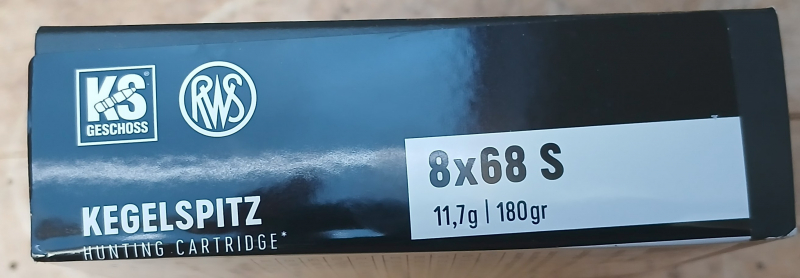 KS®
GESCHOSS
RWS
KEGELSPITZ
HUNTING CARTRIDGE*
8x68 S
11,7g | 180gr